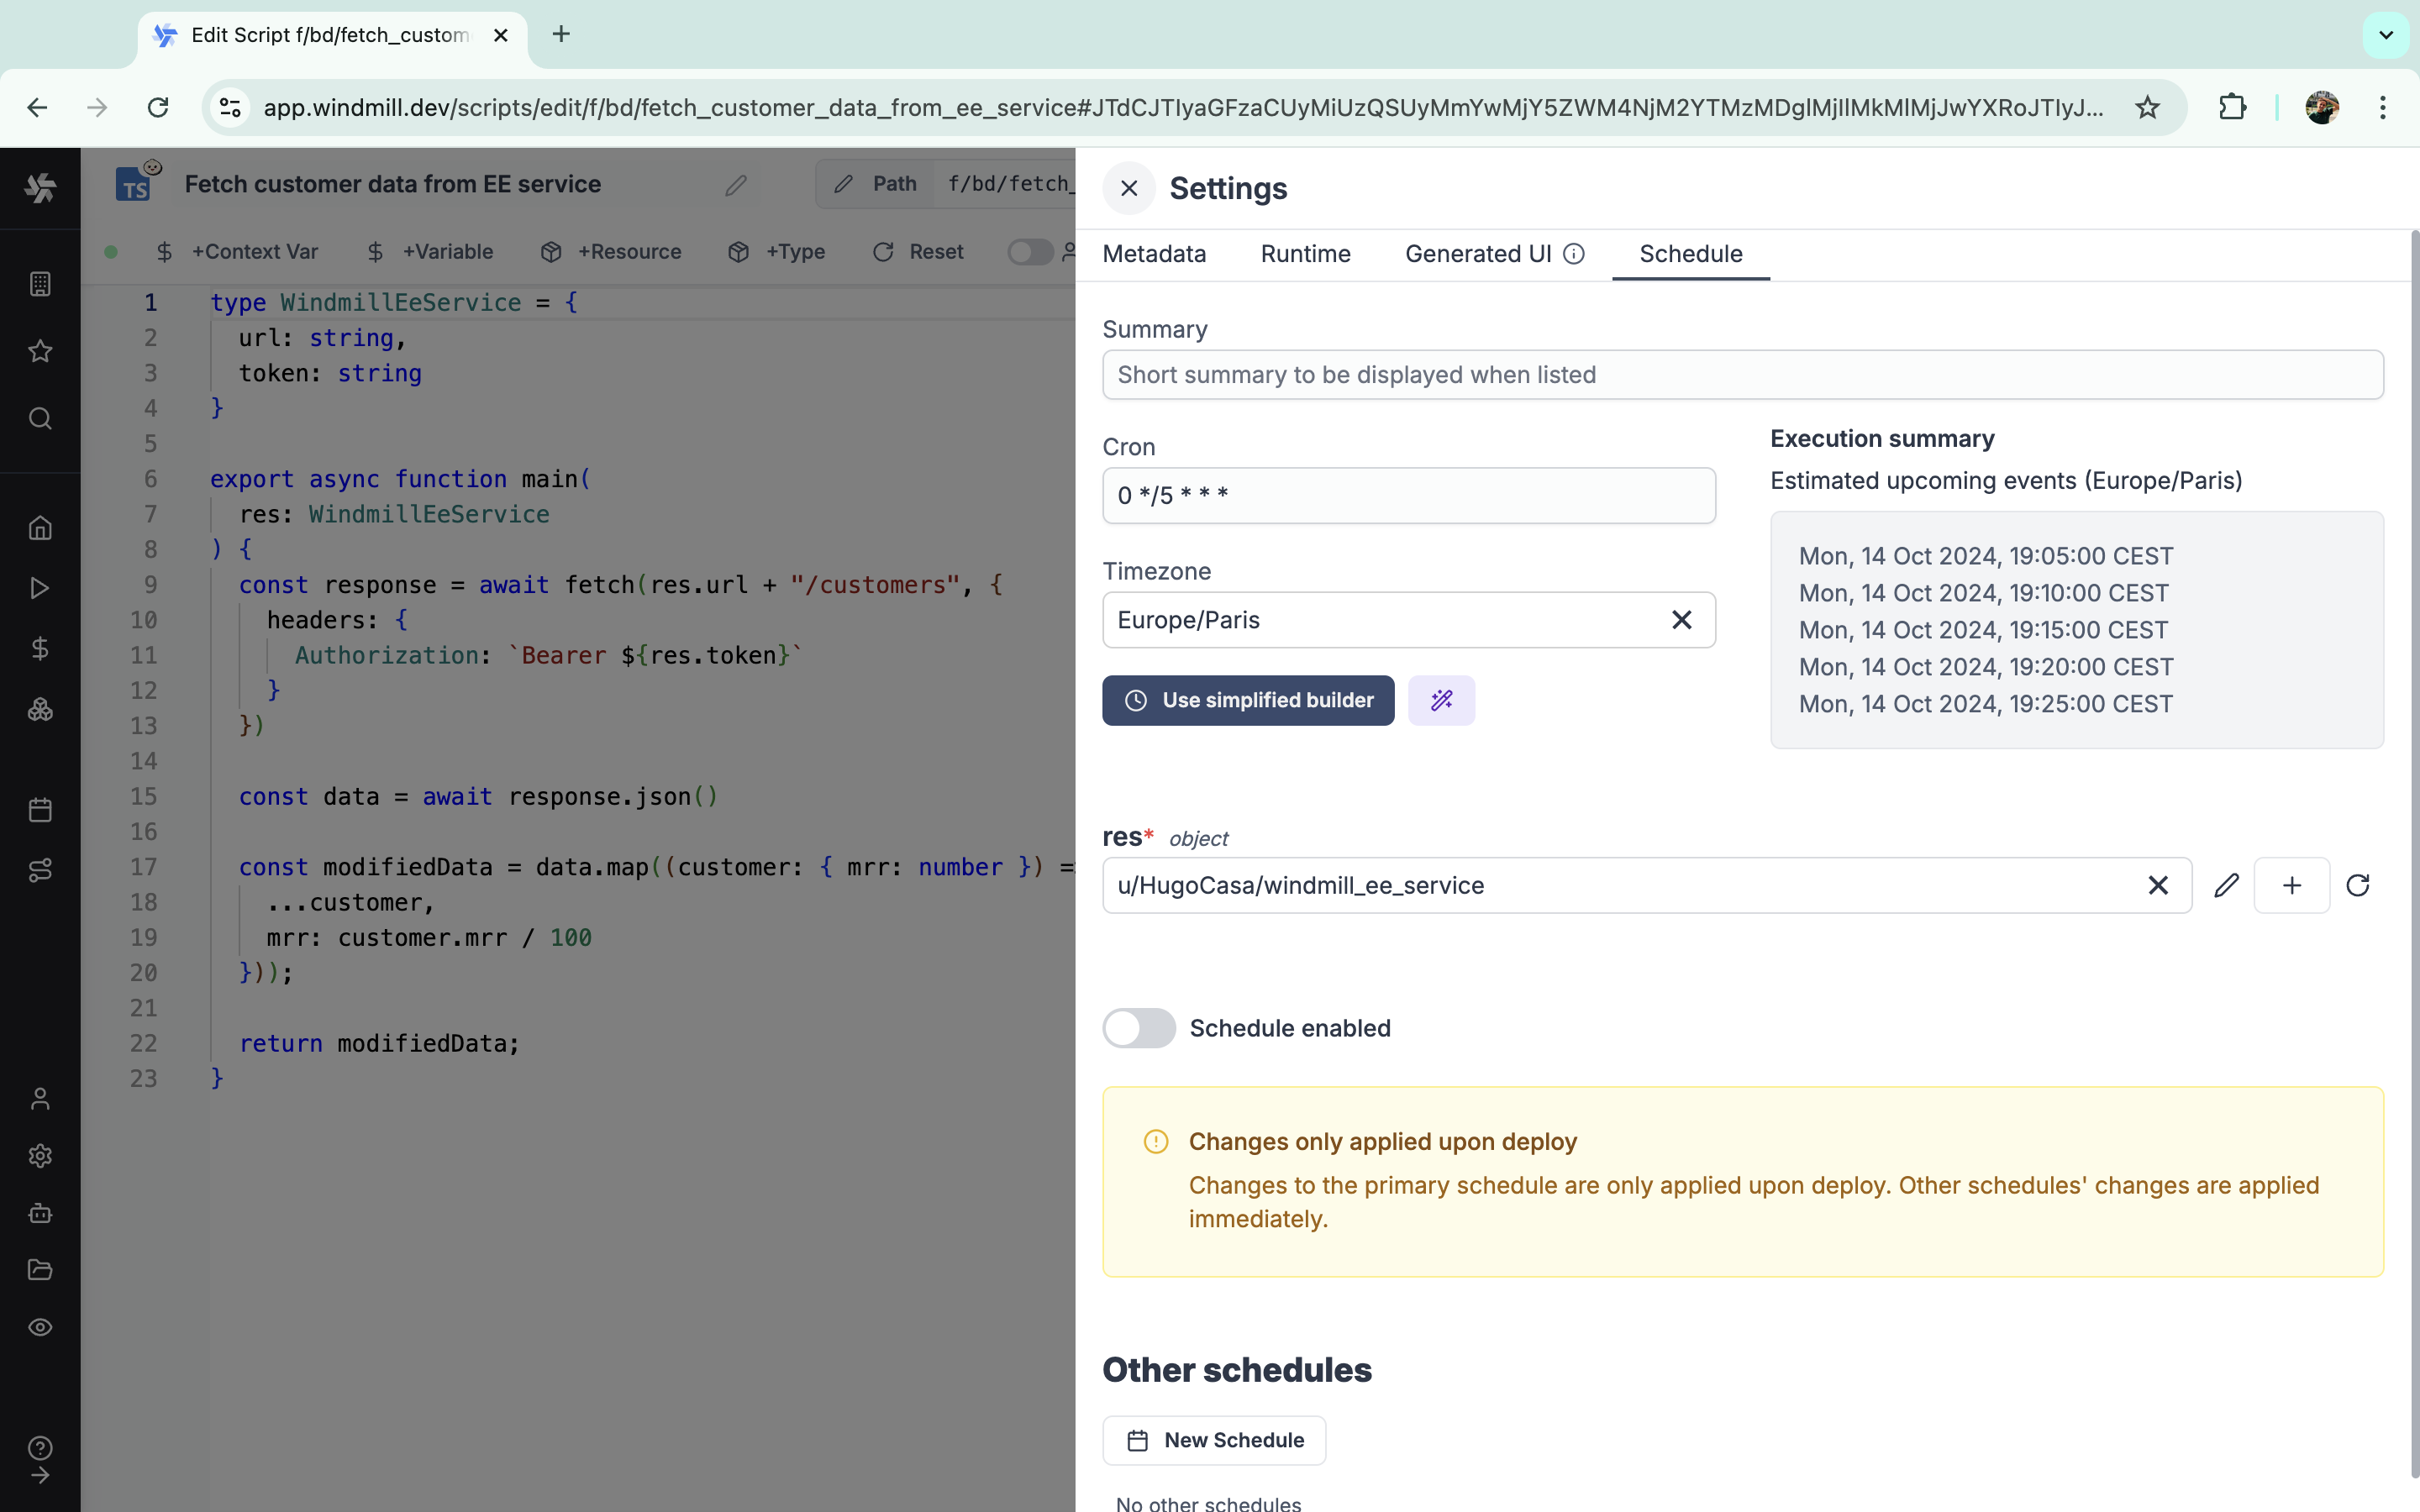 Edit Script f/bd/fetch_custom
app.windmill.dev/scripts/edit/f/bd/fetch_customer_data_from_ee_service#JTdCJTIyaGFzaCUyMiUzQSUyMmYwMjY5ZWM4NjM2YTMzMDglMjIlMkMlMjJwYXRoJTIyJ...
TS
Fetch customer data from EE service
Path
f/bd/fetch_
+Context Var
+Variable
+Resource
+Type
Reset
1 type WindmillEeService = {
2 url: string,
3 token: string
4 }
5
6 export async function main(
7 res: WindmillEeService
8 ) {
9 const response = await fetch(res.url + "/customers", {
10 headers: {
11 Authorization: `Bearer ${res.token}`
12 }
13 })
14
15 const data = await response.json()
16
17 const modifiedData = data.map((customer: { mrr: number }) =
18 ...customer,
19 mrr: customer.mrr / 100
20 }));
21
22 return modifiedData;
23 }
Settings
Metadata
Runtime
Generated UI
Schedule
Summary
Short summary to be displayed when listed
Cron
0 */5 * * *
Timezone
Europe/Paris
Use simplified builder
Execution summary
Estimated upcoming events (Europe/Paris)
Mon, 14 Oct 2024, 19:05:00 CEST
Mon, 14 Oct 2024, 19:10:00 CEST
Mon, 14 Oct 2024, 19:15:00 CEST
Mon, 14 Oct 2024, 19:20:00 CEST
Mon, 14 Oct 2024, 19:25:00 CEST
res* object
u/HugoCasa/windmill_ee_service
Schedule enabled
Changes only applied upon deploy
Changes to the primary schedule are only applied upon deploy. Other schedules' changes are applied
immediately.
Other schedules
New Schedule
No other schedules